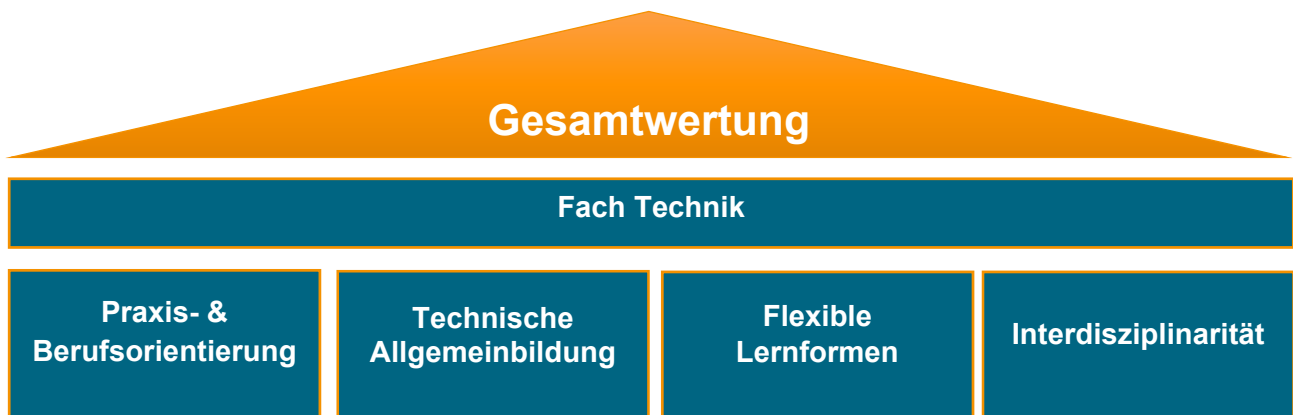 Gesamtwertung
Fach Technik
Praxis- &
Berufsorientierung
Technische
Allgemeinbildung
Flexible
Lernformen
Interdisziplinarität